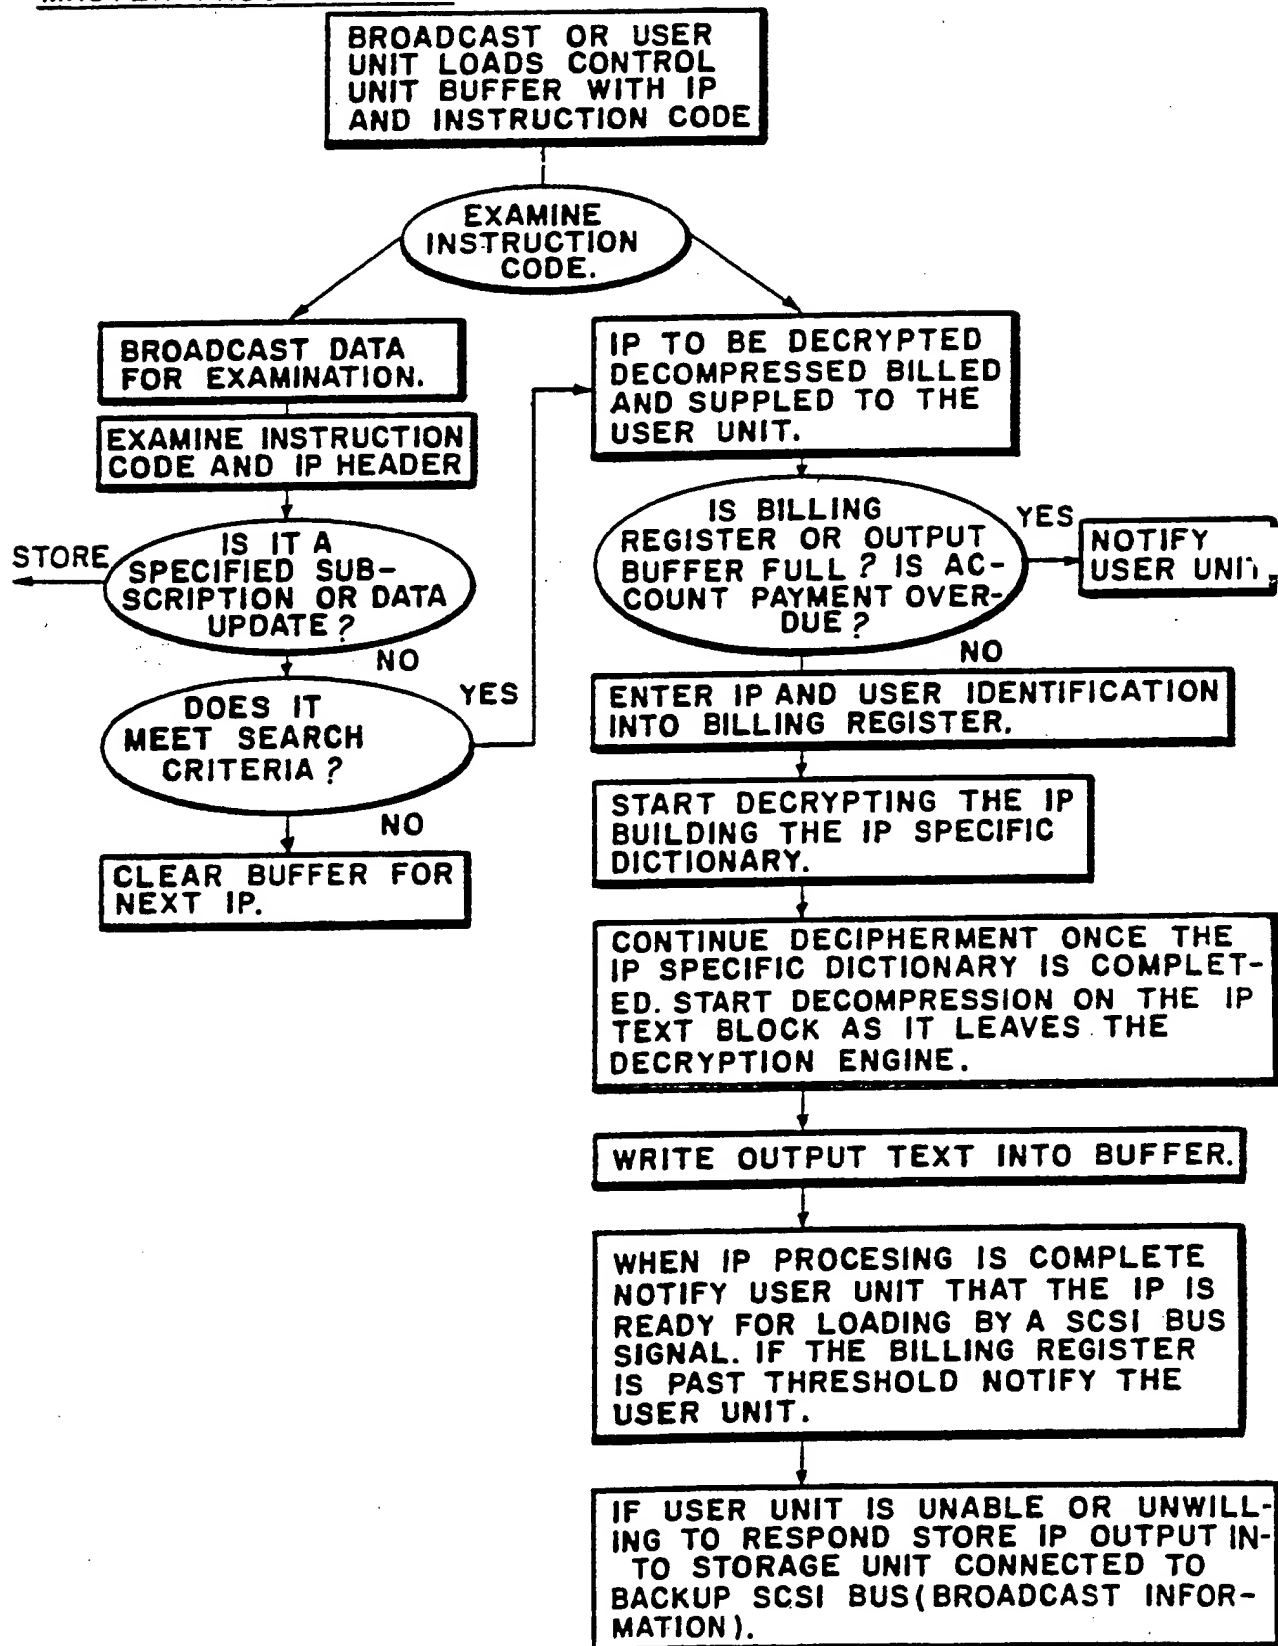 BROADCAST OR USER
UNIT LOADS CONTROL
UNIT BUFFER WITH IP
AND INSTRUCTION CODE
EXAMINE
INSTRUCTION
CODE.
BROADCAST DATA
FOR EXAMINATION.
EXAMINE INSTRUCTION
CODE AND IP HEADER
STORE
IS IT A
SPECIFIED SUB-
SCRIPTION OR DATA
UPDATE?
NO
DOES IT
MEET SEARCH
CRITERIA?
YES
NO
CLEAR BUFFER FOR
NEXT IP.
IP TO BE DECRYPTED
DECOMPRESSED BILLED
AND SUPPLED TO THE
USER UNIT.
IS BILLING
REGISTER OR OUTPUT
BUFFER FULL? IS AC-
COUNT PAYMENT OVER-
DUE?
YES
NOTIFY
USER UNIT
NO
ENTER IP AND USER IDENTIFICATION
INTO BILLING REGISTER.
START DECRYPTING THE IP
BUILDING THE IP SPECIFIC
DICTIONARY.
CONTINUE DECIPHERMENT ONCE THE
IP SPECIFIC DICTIONARY IS COMPLET-
ED. START DECOMPRESSION ON THE IP
TEXT BLOCK AS IT LEAVES THE
DECRYPTION ENGINE.
WRITE OUTPUT TEXT INTO BUFFER.
WHEN IP PROCESING IS COMPLETE
NOTIFY USER UNIT THAT THE IP IS
READY FOR LOADING BY A SCSI BUS
SIGNAL. IF THE BILLING REGISTER
IS PAST THRESHOLD NOTIFY THE
USER UNIT.
IF USER UNIT IS UNABLE OR UNWILL-
ING TO RESPOND STORE IP OUTPUT IN-
TO STORAGE UNIT CONNECTED TO
BACKUP SCSI BUS (BROADCAST INFOR-
MATION).